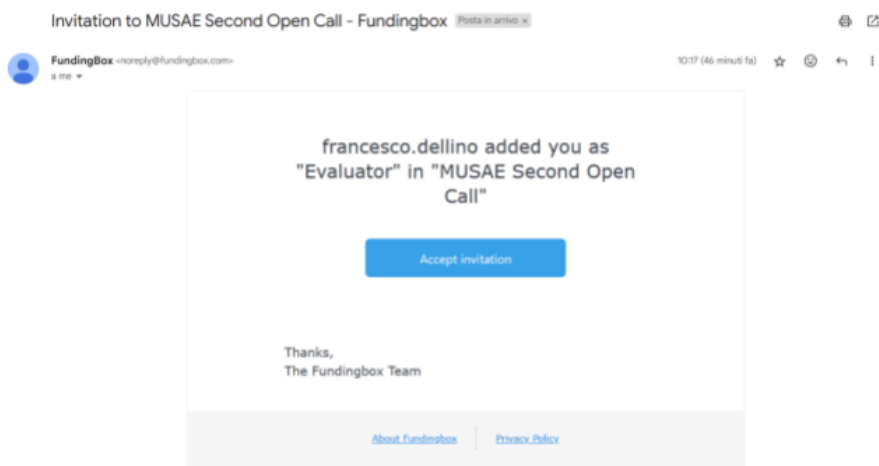 Invitation to MUSAE Second Open Call - Fundingbox Posta in arrivo x
FundingBox <noreply@fundingbox.com> 10:17 (46 minuti fa)
a me
francesco.dellino added you as
"Evaluator" in "MUSAE Second Open
Call"
Accept invitation
Thanks,
The Fundingbox Team
About Fundingbox Privacy Policy